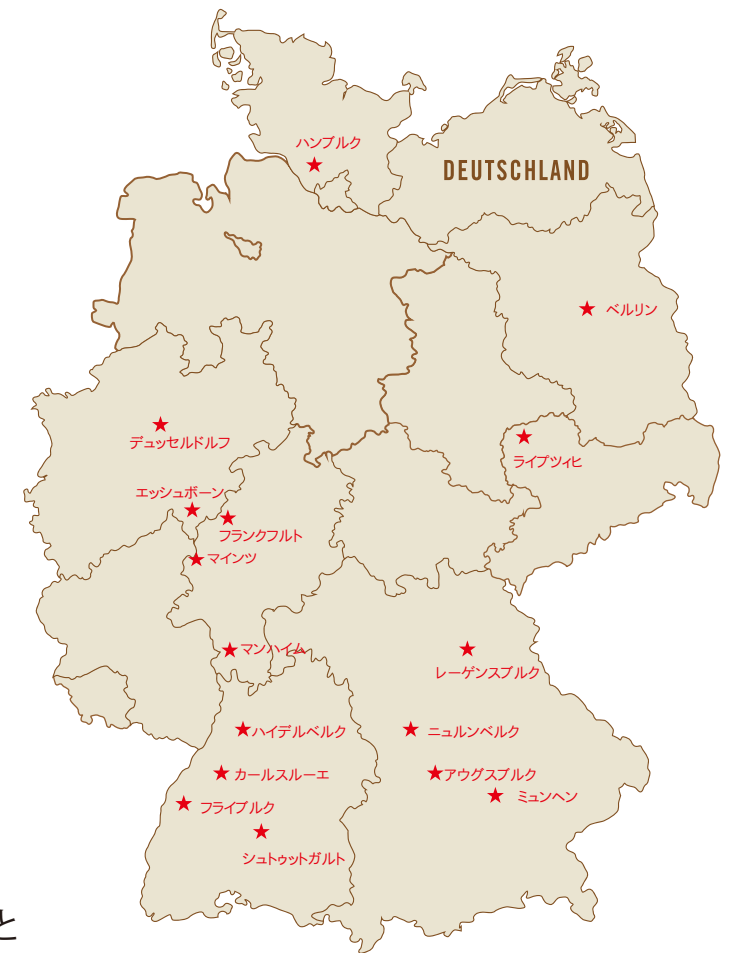 ハンブルク
DEUTSCHLAND
ベルリン
デュッセルドルフ
ライプツィヒ
エッシュボーン
フランクフルト
マインツ
マンハイム
レーゲンスブルク
ハイデルベルク
ニュルンベルク
カールスルーエ
アウグスブルク
フライブルク
ミュンヘン
シュトゥットガルト
と